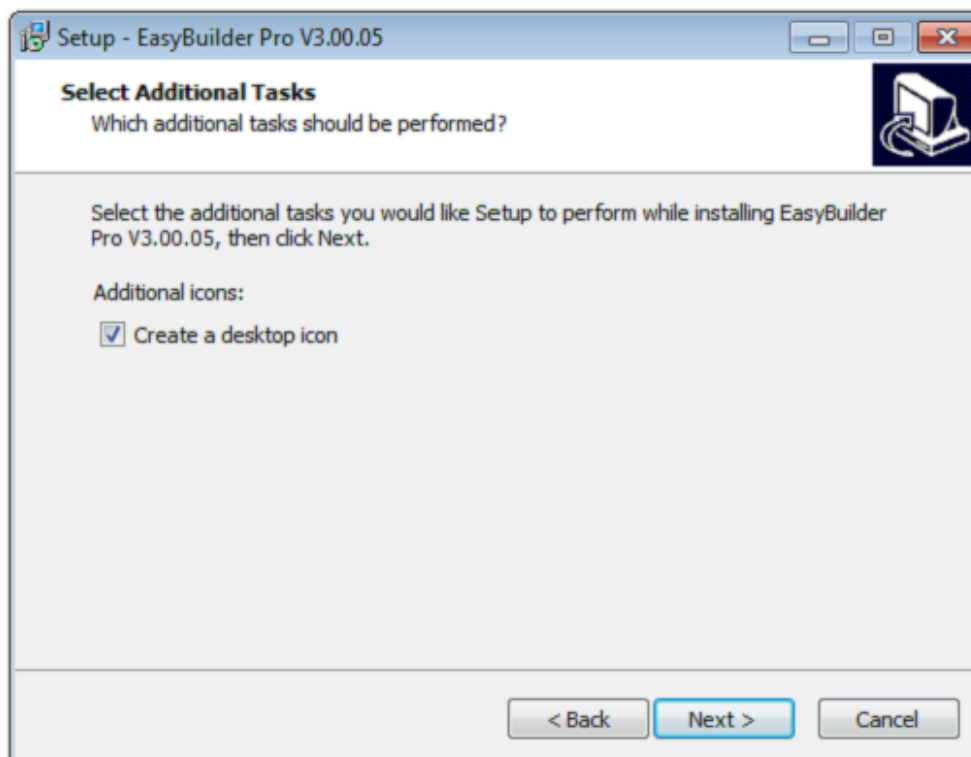 Setup - EasyBuilder Pro V3.00.05
Select Additional Tasks
Which additional tasks should be performed?
Select the additional tasks you would like Setup to perform while installing EasyBuilder
Pro V3.00.05, then click Next.
Additional icons:
Create a desktop icon
< Back
Next >
Cancel